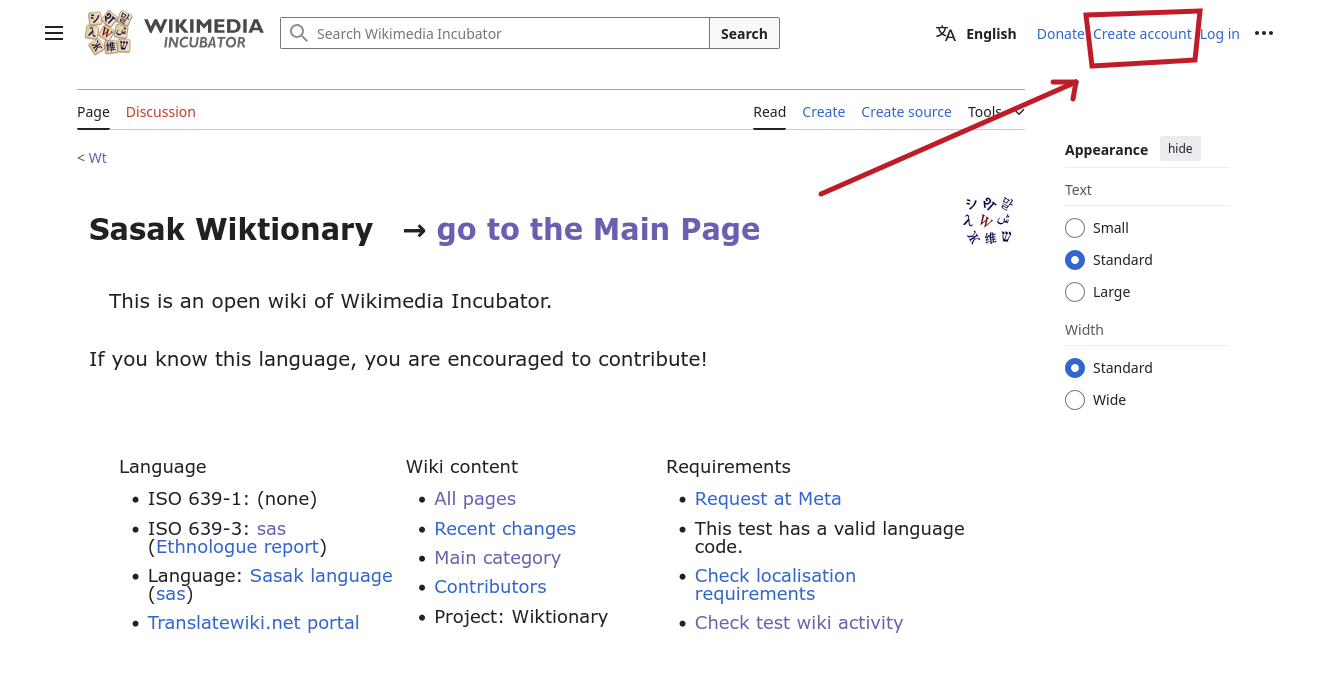 WIKIMEDIA
INCUBATOR
Search Wikimedia Incubator
Search
English
Donate
Create account
Log in
Page
Discussion
Read
Create
Create source
Tools
< Wt
Appearance
hide
Text
Small
Standard
Large
Width
Standard
Wide
Sasak Wiktionary → go to the Main Page
This is an open wiki of Wikimedia Incubator.
If you know this language, you are encouraged to contribute!
Language
• ISO 639-1: (none)
• ISO 639-3: sas
(Ethnologue report)
• Language: Sasak language
(sas)
• Translatewiki.net portal
Wiki content
• All pages
• Recent changes
• Main category
• Contributors
• Project: Wiktionary
Requirements
• Request at Meta
• This test has a valid language
code.
• Check localisation
requirements
• Check test wiki activity